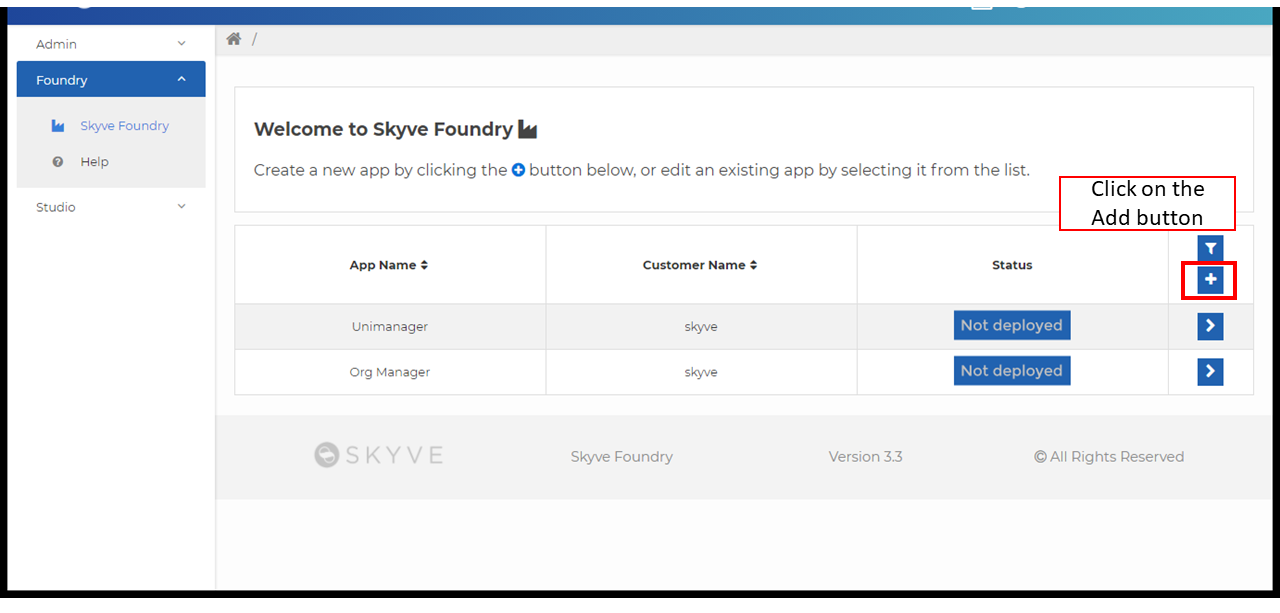 Admin
Foundry
Skyve Foundry
Help
Studio
/
Welcome to Skyve Foundry
Create a new app by clicking the button below, or edit an existing app by selecting it from the list.
Click on the
Add button
App Name Customer Name Status
Unimanager skyve Not deployed
Org Manager skyve Not deployed
SKYVE Skyve Foundry Version 3.3 © All Rights Reserved